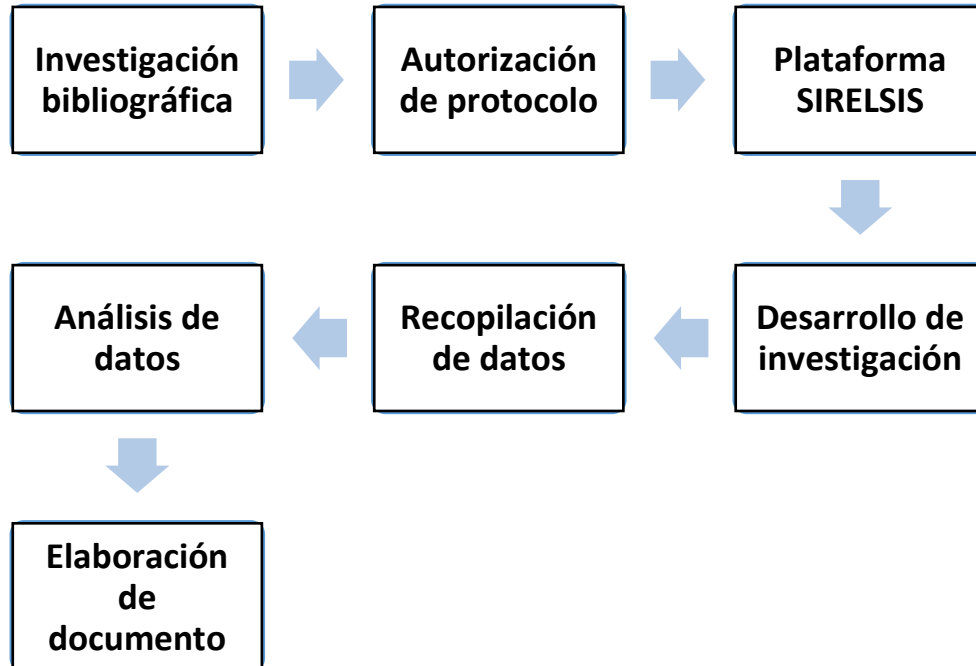 Investigación
bibliográfica
Autorización
de protocolo
Plataforma
SIRELSIS
Desarrollo de
investigación
Recopilación
de datos
Análisis de
datos
Elaboración
de
documento